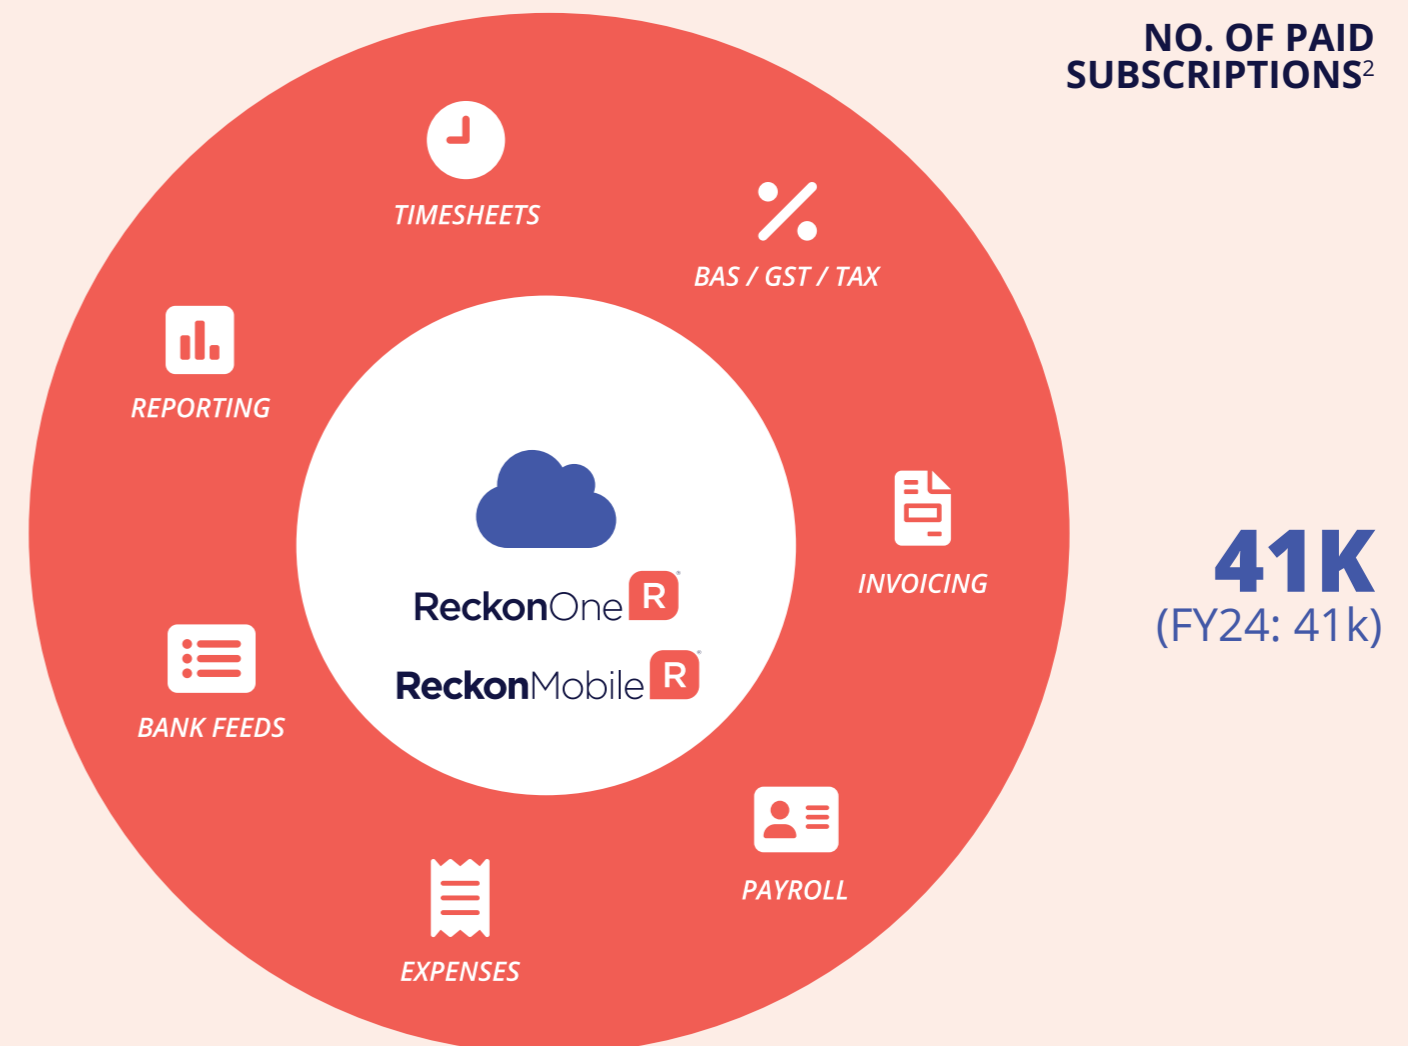 NO. OF PAID
SUBSCRIPTIONS²
TIMESHEETS
BAS / GST / TAX
REPORTING
INVOICING
41K
(FY24: 41k)
ReckonOne R
ReckonMobile R
BANK FEEDS
PAYROLL
EXPENSES